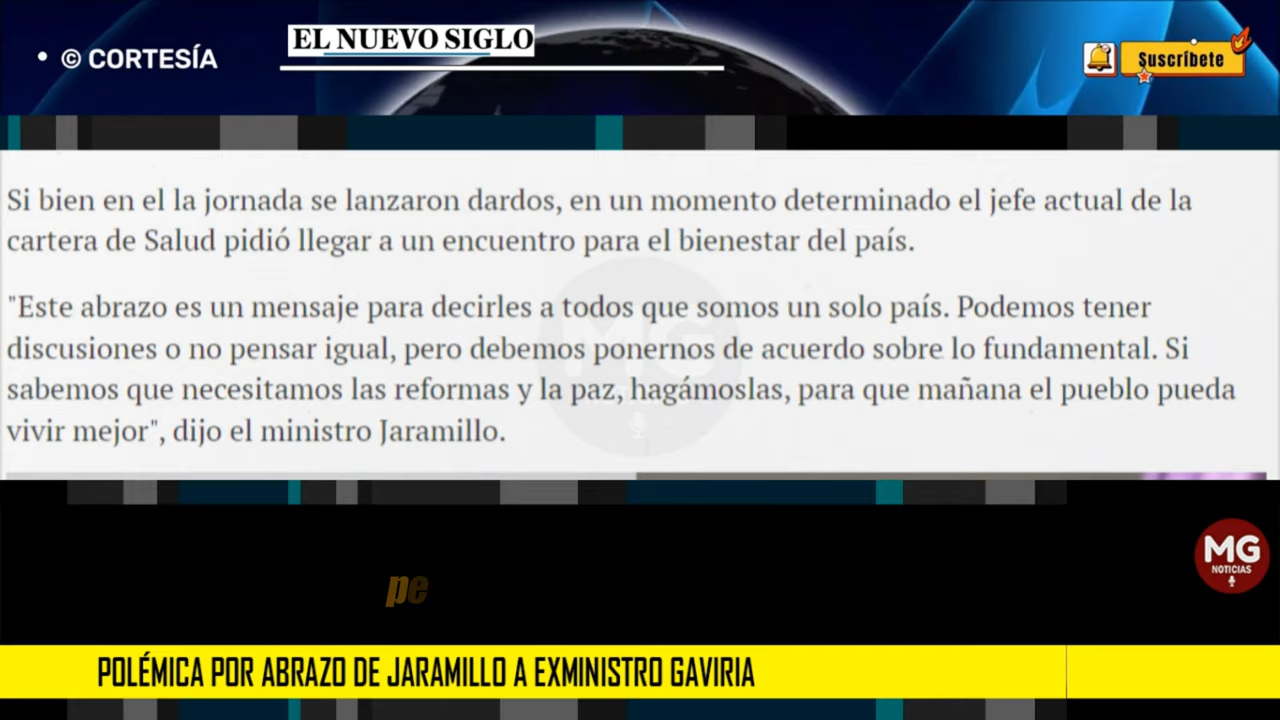 © CORTESÍA
EL NUEVO SIGLO
Suscríbete
Si bien en el la jornada se lanzaron dardos, en un momento determinado el jefe actual de la
cartera de Salud pidió llegar a un encuentro para el bienestar del país.
"Este abrazo es un mensaje para decirles a todos que somos un solo país. Podemos tener
discusiones o no pensar igual, pero debemos ponernos de acuerdo sobre lo fundamental. Si
sabemos que necesitamos las reformas y la paz, hagámoslas, para que mañana el pueblo pueda
vivir mejor", dijo el ministro Jaramillo.
MG
MG
NOTICIAS
pe
POLÉMICA POR ABRAZO DE JARAMILLO A EXMINISTRO GAVIRIA